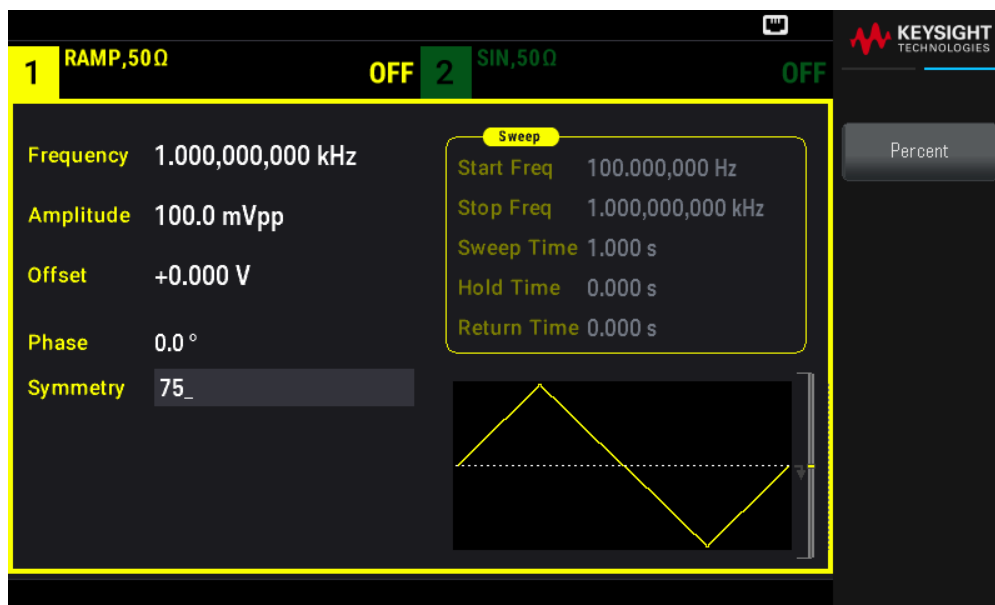 KEYSIGHT
TECHNOLOGIES
1 RAMP,50Ω OFF 2 SIN,50Ω OFF
Frequency 1.000,000,000 kHz
Amplitude 100.0 mVpp
Offset +0.000 V
Phase 0.0 °
Symmetry 75_
Sweep
Start Freq 100.000,000 Hz
Stop Freq 1.000,000,000 kHz
Sweep Time 1.000 s
Hold Time 0.000 s
Return Time 0.000 s
Percent